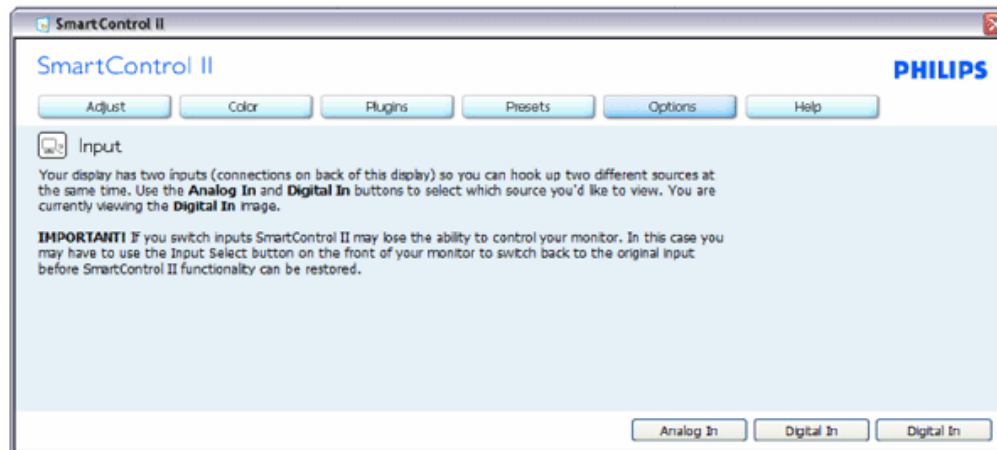 SmartControl II
SmartControl II
PHILIPS
Adjust Color Plugins Presets Options Help
Input
Your display has two inputs (connections on back of this display) so you can hook up two different sources at
the same time. Use the Analog In and Digital In buttons to select which source you'd like to view. You are
currently viewing the Digital In image.
IMPORTANT! If you switch inputs SmartControl II may lose the ability to control your monitor. In this case you
may have to use the Input Select button on the front of your monitor to switch back to the original input
before SmartControl II functionality can be restored.
Analog In Digital In Digital In